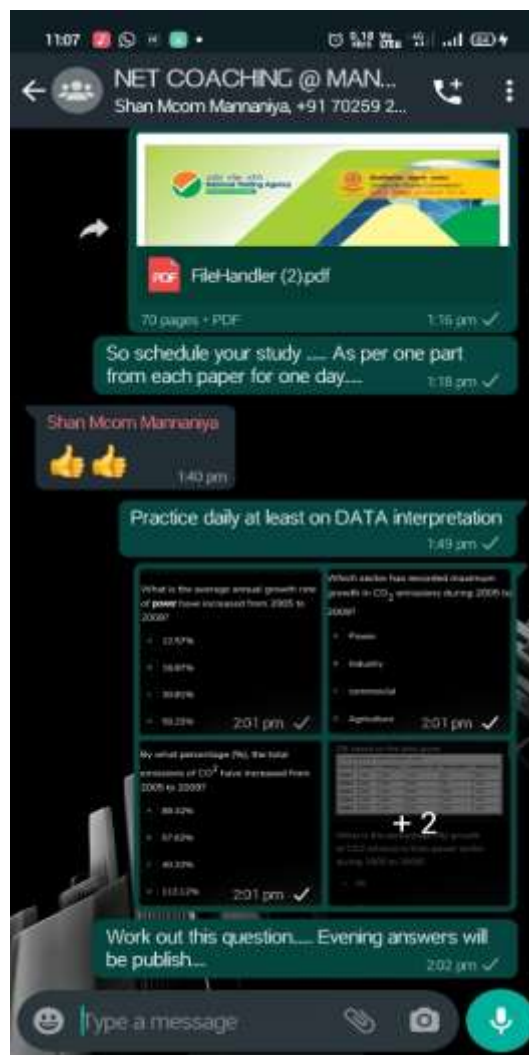 11:07
NET COACHING @ MAN...
Shan Mcom Mannaniya, +91 70259 2...
National Testing Agency
PDF
FileHandler (2).pdf
70 pages • PDF
1:16 pm
So schedule your study .... As per one part
from each paper for one day....
1:18 pm
Shan Mcom Mannaniya
👍👍
1:40 pm
Practice daily at least on DATA interpretation
1:49 pm
What is the average annual growth rate
of power have increased from 2005 to
2009?
2:01 pm
Which sector has recorded maximum
growth in CO2 emissions during 2005 to
2009?
Power
Industry
commercial
Agriculture
2:01 pm
By what percentage (%), the total
emissions of CO2 have increased from
2005 to 2009?
2:01 pm
+ 2
Work out this question.... Evening answers will
be publish....
2:02 pm
Type a message